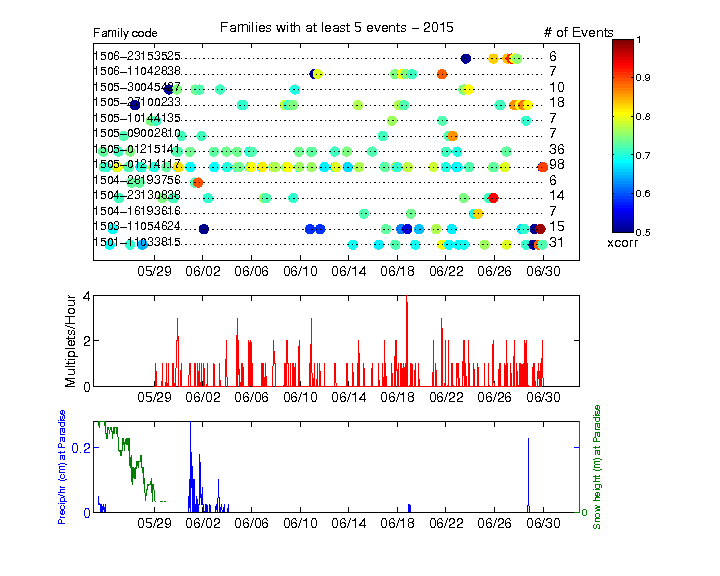 Families with at least 5 events − 2015
Family code
# of Events
1506−23153525 6
1506−11042638 7
1505−30045427 10
1505−27100233 18
1505−10144135 7
1505−09002810 7
1505−01215141 36
1505−01214117 98
1504−28193756 6
1504−23130838 14
1504−16193616 7
1503−11054624 15
1501−11033815 31
05/29 06/02 06/06 06/10 06/14 06/18 06/22 06/26 06/30
1
0.9
0.8
0.7
0.6
0.5
xcorr
Multiplets/Hour
4
2
0
05/29 06/02 06/06 06/10 06/14 06/18 06/22 06/26 06/30
Precip/hr (cm) at Paradise
0.2
0
0
Snow height (m) at Paradise
05/29 06/02 06/06 06/10 06/14 06/18 06/22 06/26 06/30